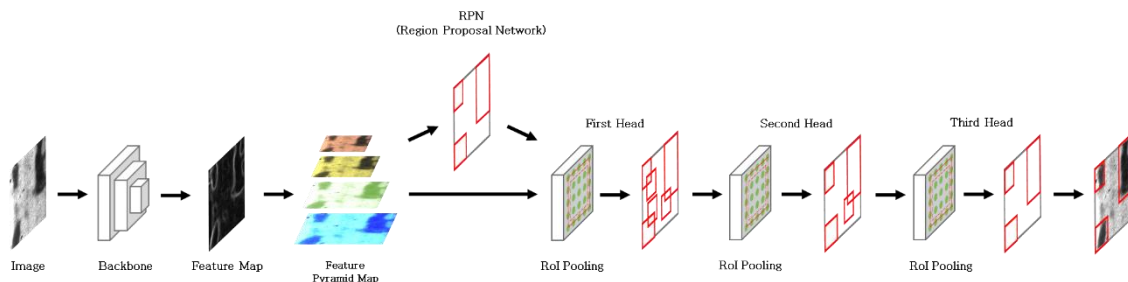 RPN
(Region Proposal Network)
First Head
Second Head
Third Head
Image
Backbone
Feature Map
Feature
Pyramid Map
RoI Pooling
RoI Pooling
RoI Pooling